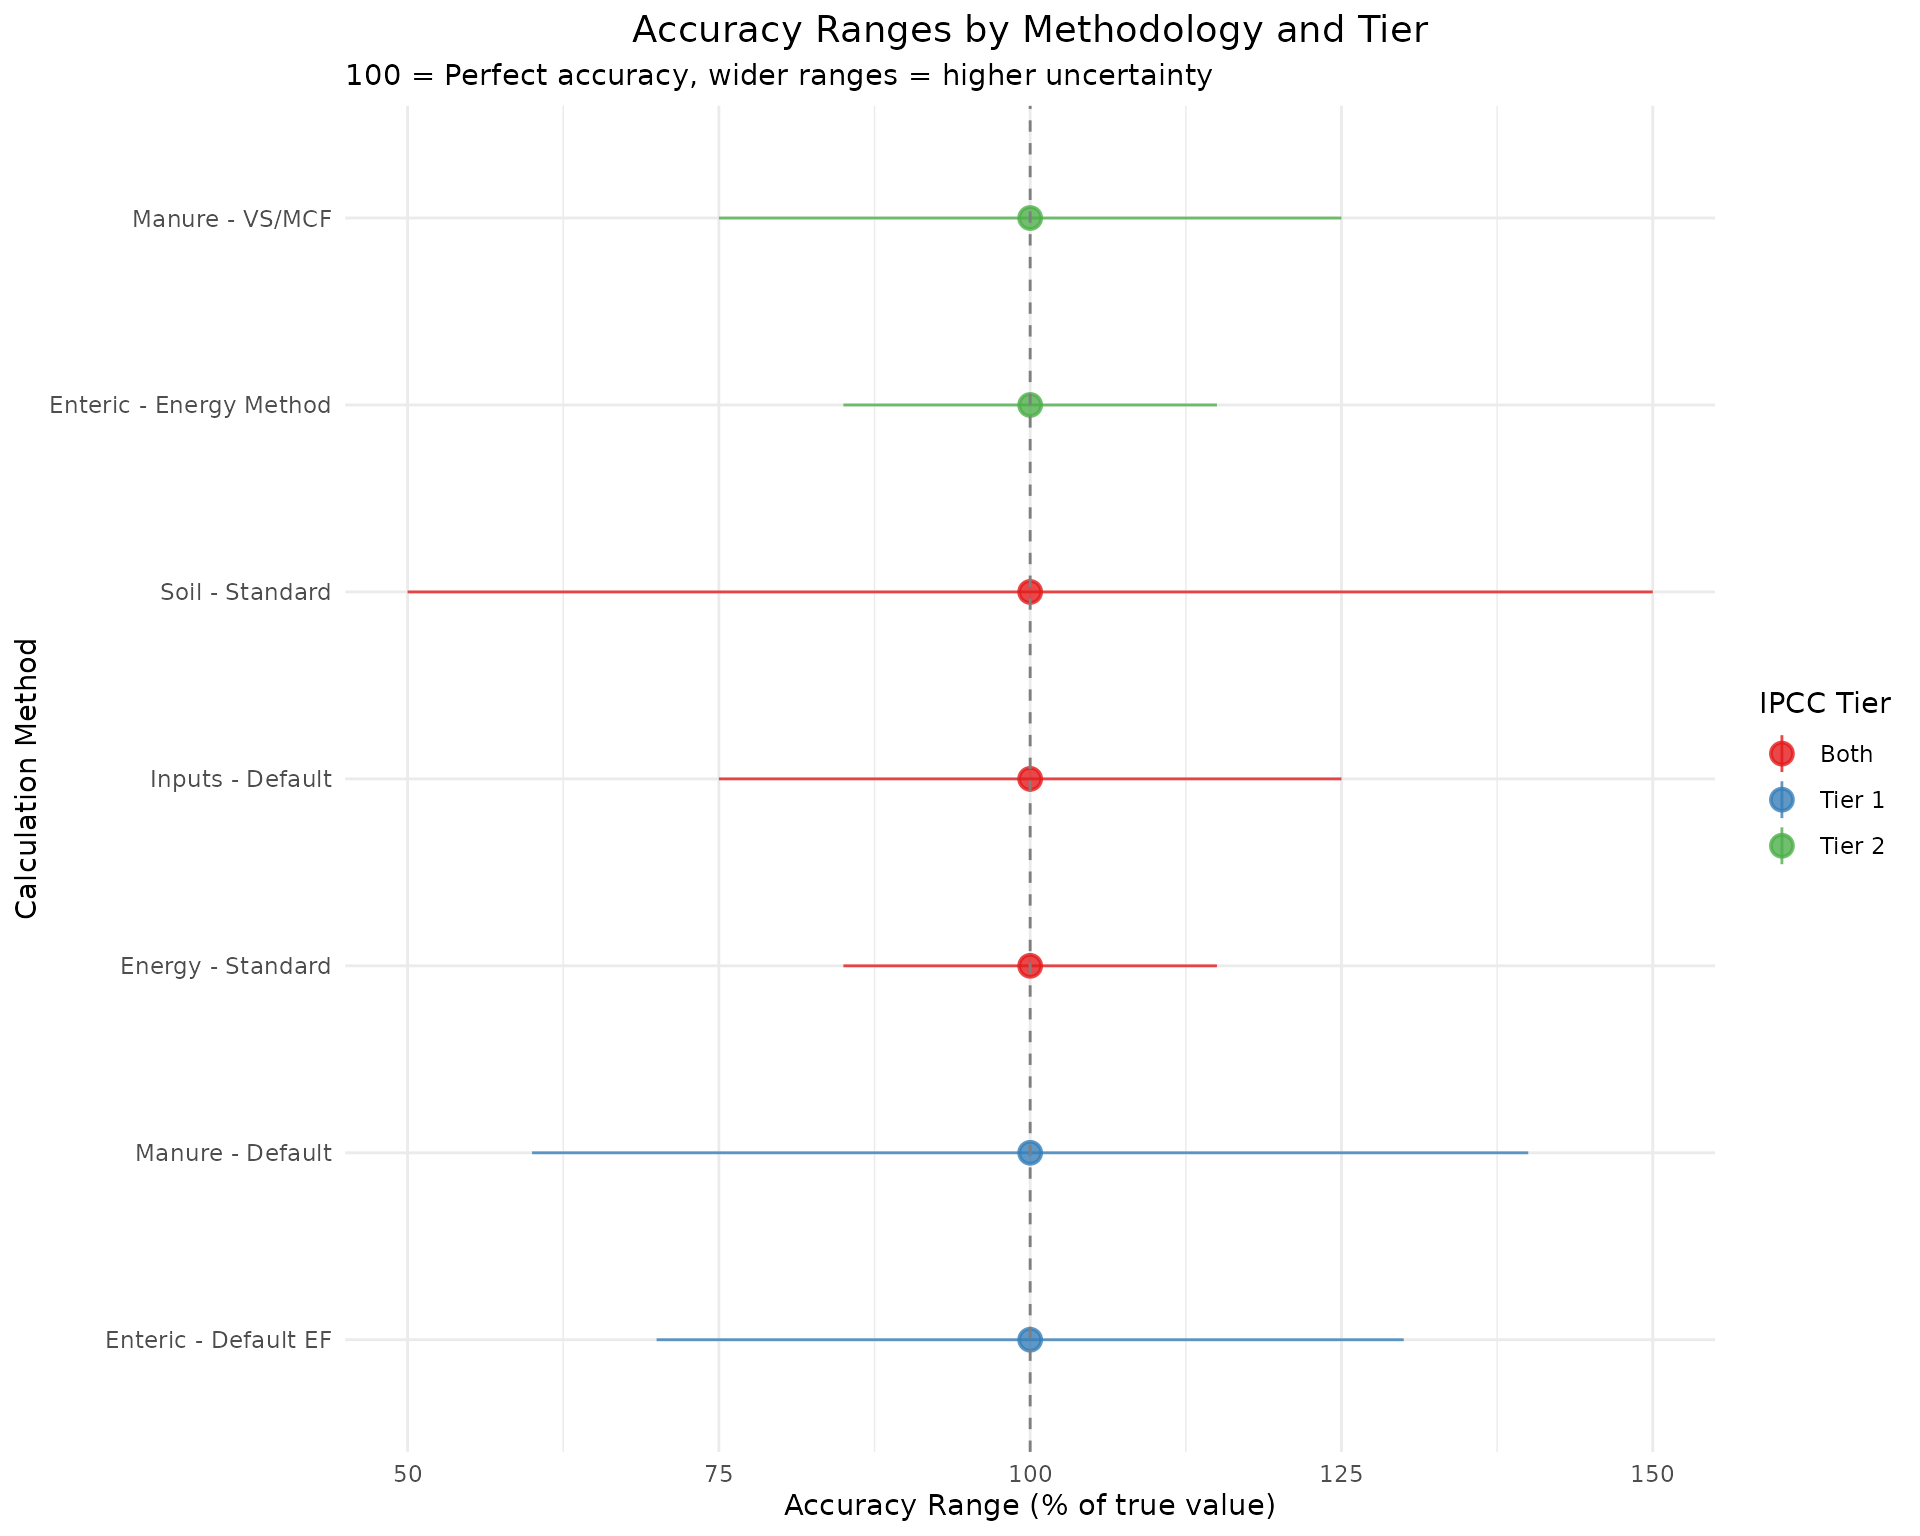 Accuracy Ranges by Methodology and Tier
100 = Perfect accuracy, wider ranges = higher uncertainty
Calculation Method
Manure - VS/MCF
Enteric - Energy Method
Soil - Standard
Inputs - Default
Energy - Standard
Manure - Default
Enteric - Default EF
50 75 100 125 150
Accuracy Range (% of true value)
IPCC Tier
Both
Tier 1
Tier 2